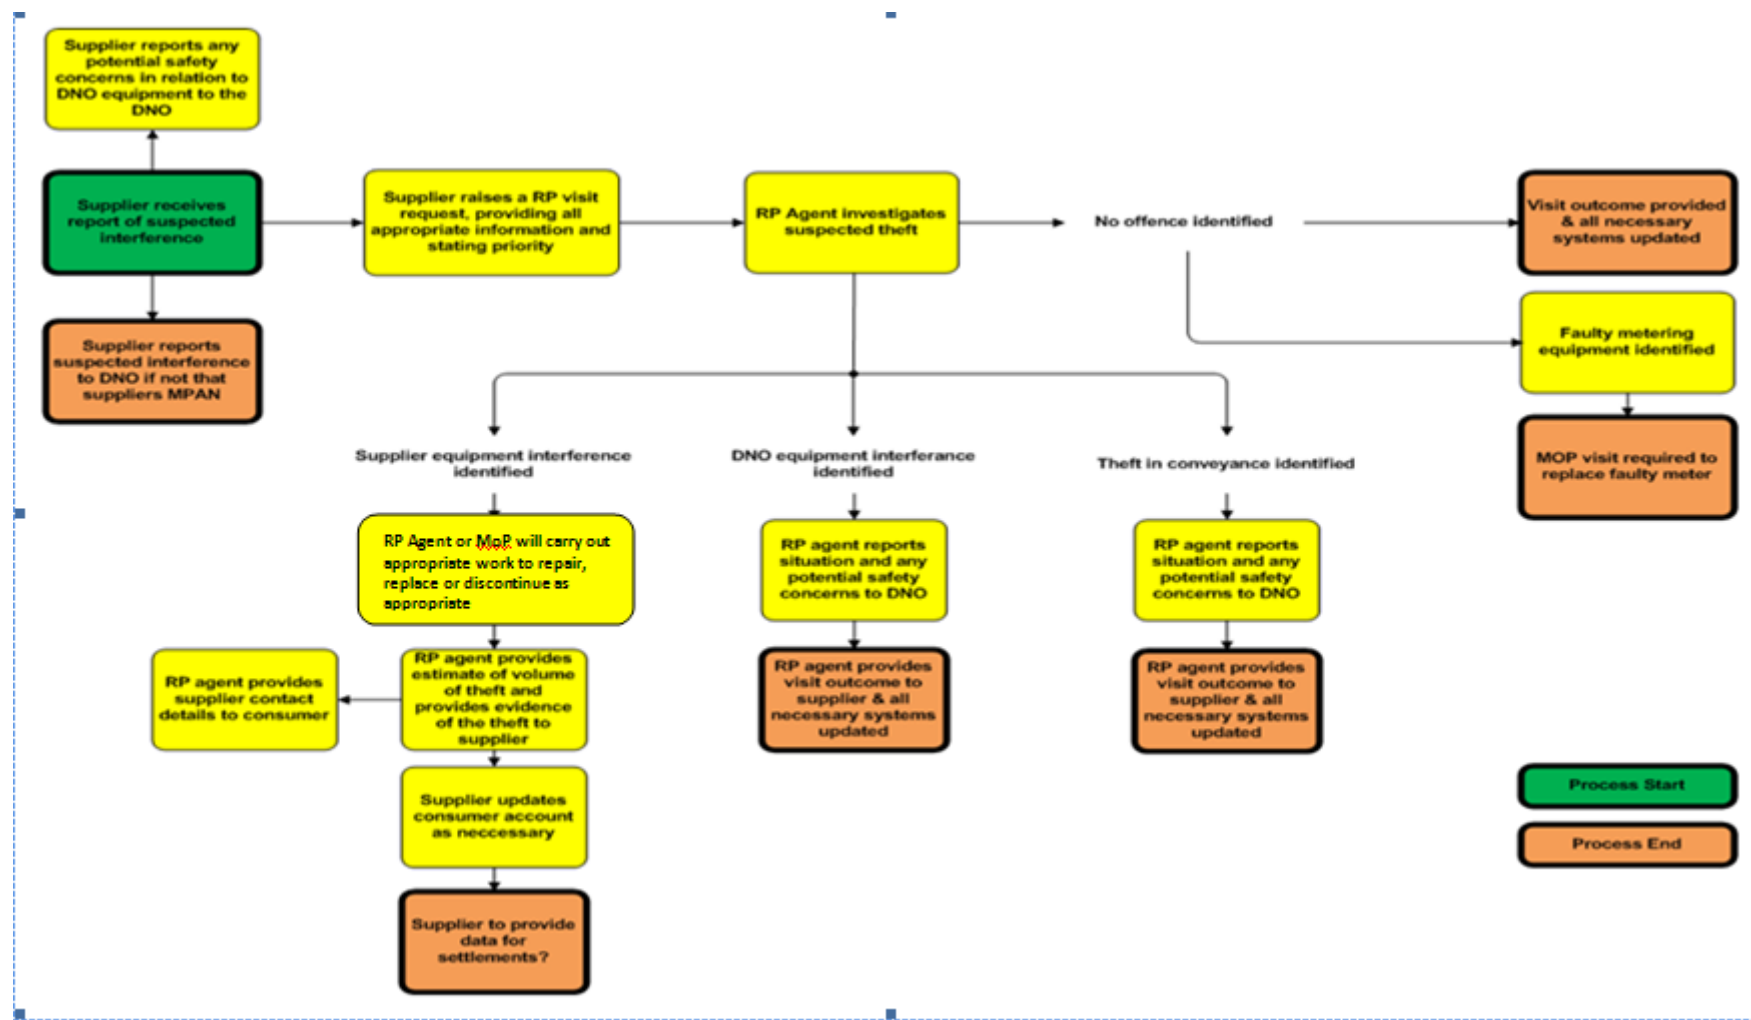 Supplier reports any
potential safety
concerns in relation to
DNO equipment to the
DNO
Supplier receives
report of suspected
interference
Supplier raises a RP visit
request, providing all
appropriate information and
stating priority
RP Agent investigates
suspected theft
No offence identified
Visit outcome provided
& all necessary
systems updated
Supplier reports
suspected interference
to DNO if not that
suppliers MPAN
Faulty metering
equipment identified
MOP visit required to
replace faulty meter
Supplier equipment interference
identified
DNO equipment interferance
identified
Theft in conveyance identified
RP Agent or MoP will carry out
appropriate work to repair,
replace or discontinue as
appropriate
RP agent reports
situation and any
potential safety
concerns to DNO
RP agent reports
situation and any
potential safety
concerns to DNO
RP agent provides
supplier contact
details to consumer
RP agent provides
estimate of volume
of theft and
provides evidence
of the theft to
supplier
RP agent provides
visit outcome to
supplier & all
necessary systems
updated
RP agent provides
visit outcome to
supplier & all
necessary systems
updated
Supplier updates
consumer account
as neccessary
Supplier to provide
data for
settlements?
Process Start
Process End